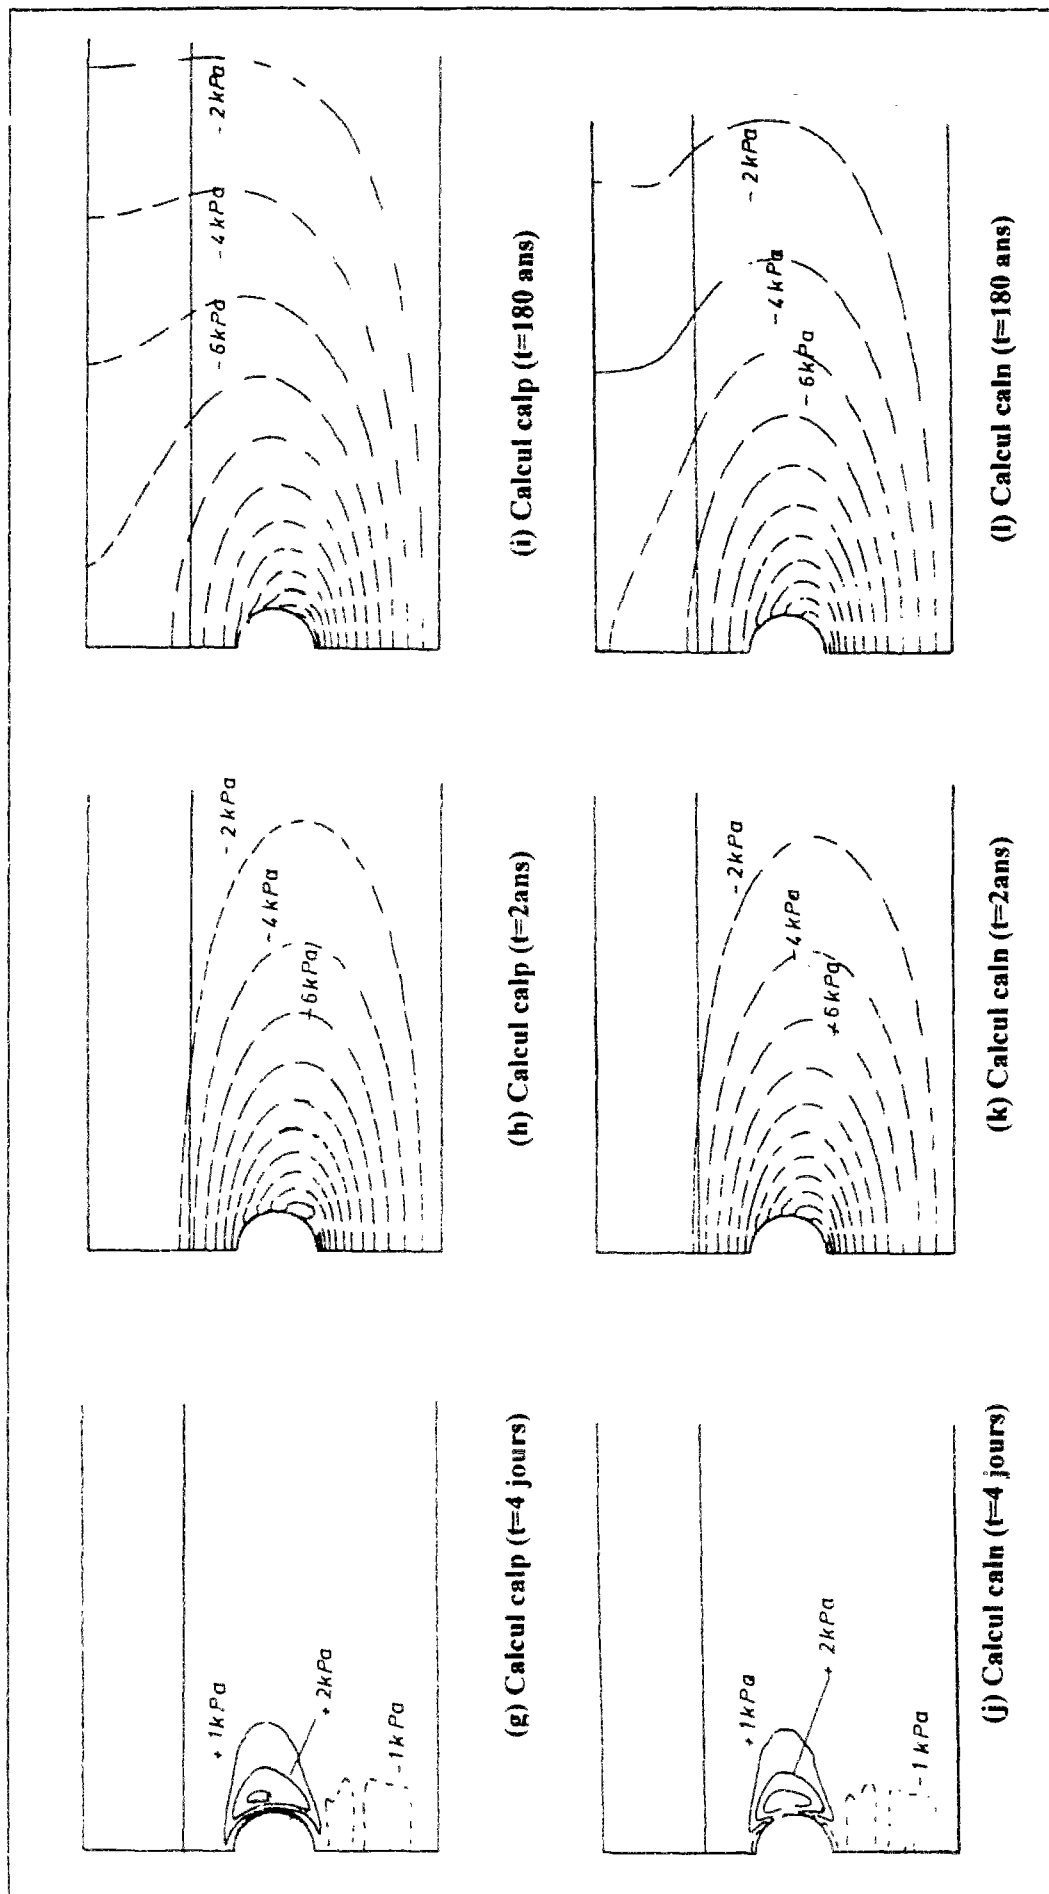 +1kPa
+2kPa
-1kPa
(g) Calcul calp (t=4 jours)
-2kPa
-4kPa
+6kPa
(h) Calcul calp (t=2ans)
-2kPa
-4kPa
-6kPa
(i) Calcul calp (t=180 ans)
+1kPa
+2kPa
-1kPa
(j) Calcul caln (t=4 jours)
-2kPa
-4kPa
+6kPa
(k) Calcul caln (t=2ans)
-2kPa
-4kPa
-6kPa
(l) Calcul caln (t=180 ans)